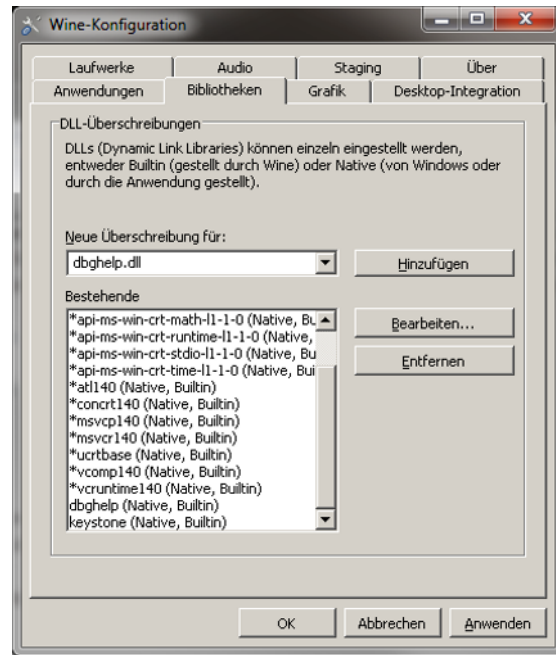 Wine-Konfiguration
Laufwerke Audio Staging Über
Anwendungen Bibliotheken Grafik Desktop-Integration
DLL-Überschreibungen
DLLs (Dynamic Link Libraries) können einzeln eingestellt werden,
entweder Builtin (gestellt durch Wine) oder Native (von Windows oder
durch die Anwendung gestellt).
Neue Überschreibung für:
dbghelp.dll Hinzufügen
Bestehende
*api-ms-win-crt-math-l1-1-0 (Native, Bu
*api-ms-win-crt-runtime-l1-1-0 (Native,
*api-ms-win-crt-stdio-l1-1-0 (Native, Bu
*api-ms-win-crt-time-l1-1-0 (Native, Bui
*atl140 (Native, Builtin)
*concrt140 (Native, Builtin)
*msvcp140 (Native, Builtin)
*msvcr140 (Native, Builtin)
*ucrtbase (Native, Builtin)
*vcomp140 (Native, Builtin)
*vcruntime140 (Native, Builtin)
dbghelp (Native, Builtin)
keystone (Native, Builtin)
Bearbeiten...
Entfernen
OK Abbrechen Anwenden